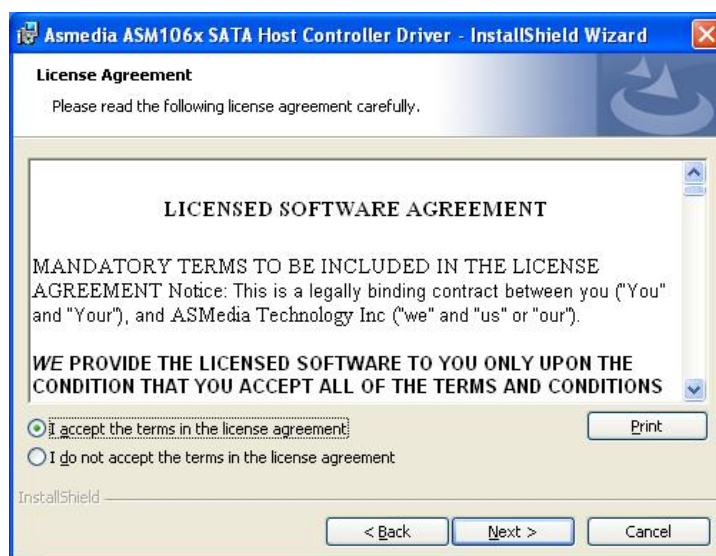 Asmedia ASM106x SATA Host Controller Driver - InstallShield Wizard
License Agreement
Please read the following license agreement carefully.
LICENSED SOFTWARE AGREEMENT
MANDATORY TERMS TO BE INCLUDED IN THE LICENSE
AGREEMENT Notice: This is a legally binding contract between you ("You"
and "Your"), and ASMedia Technology Inc ("we" and "us" or "our").
WE PROVIDE THE LICENSED SOFTWARE TO YOU ONLY UPON THE
CONDITION THAT YOU ACCEPT ALL OF THE TERMS AND CONDITIONS
I accept the terms in the license agreement
Print
I do not accept the terms in the license agreement
InstallShield
< Back
Next >
Cancel